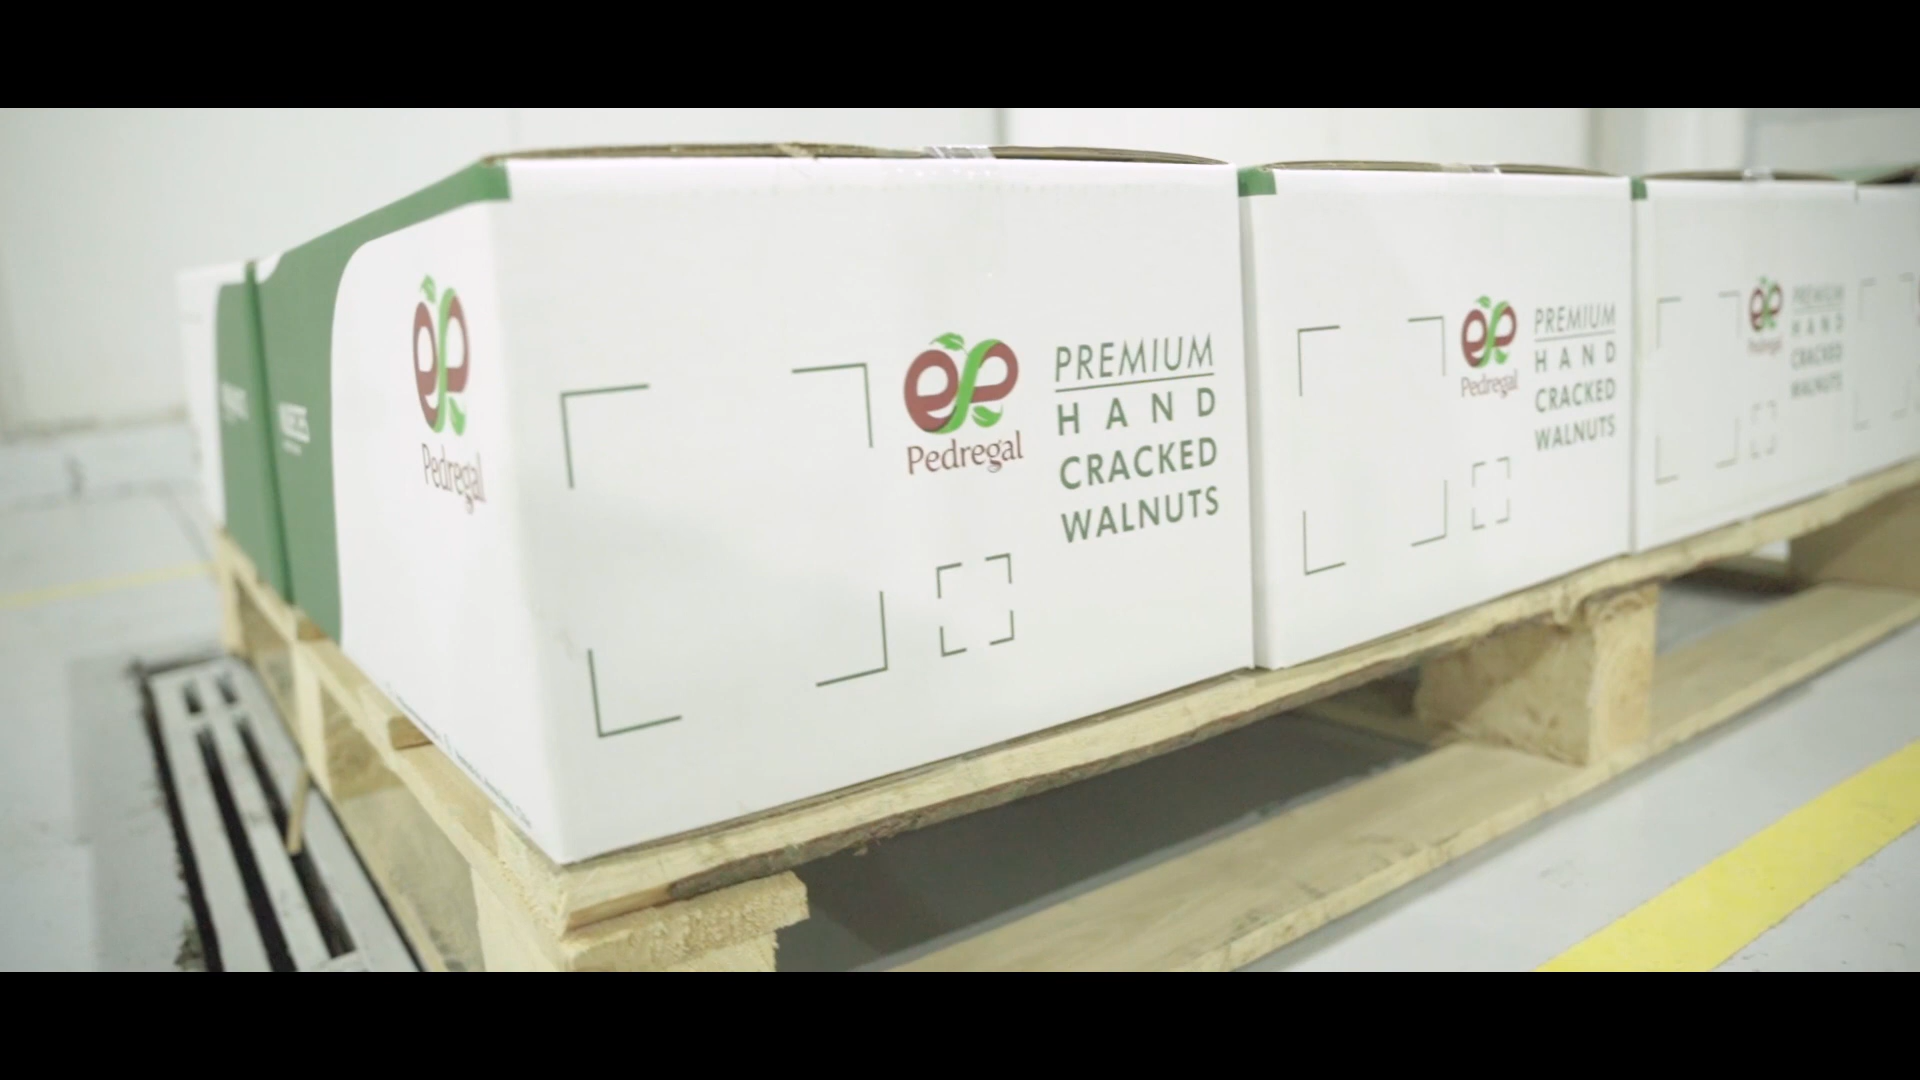 Pedregal
Pedregal
PREMIUM
HAND
CRACKED
WALNUTS
Pedregal
PREMIUM
HAND
CRACKED
WALNUTS
Pedregal
PREMIUM
HAND
CRACKED
WALNUTS